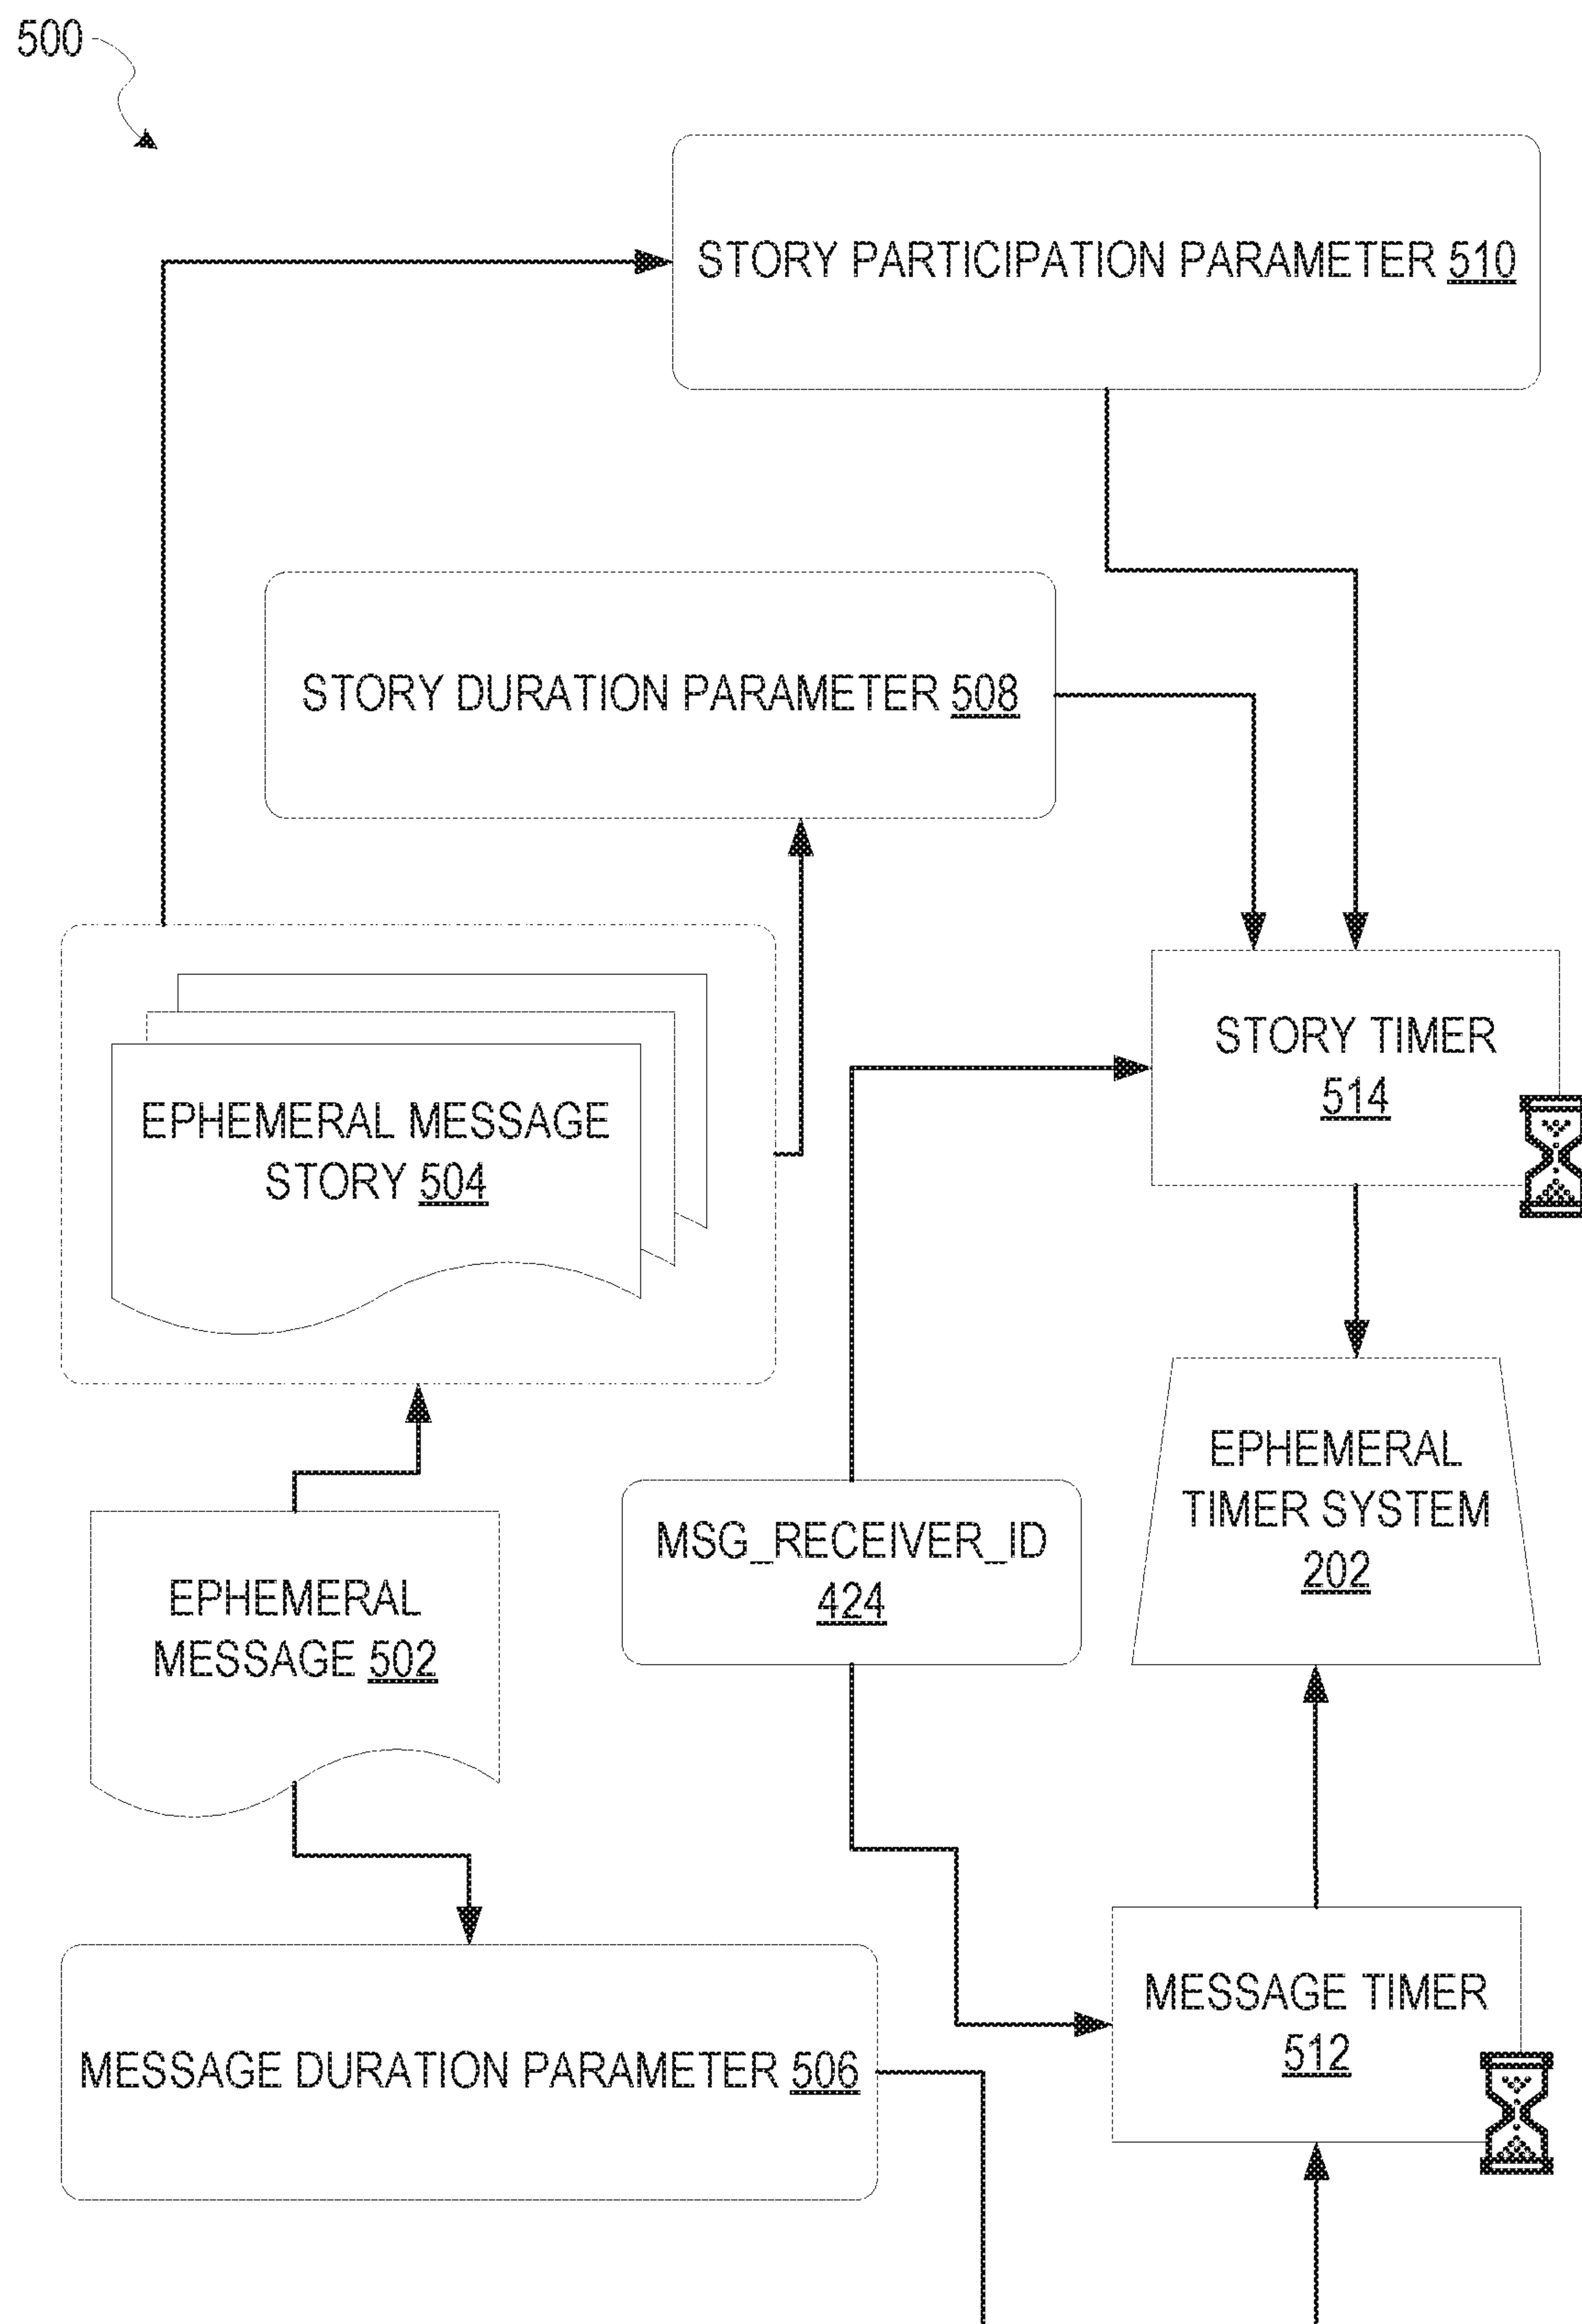 500
STORY PARTICIPATION PARAMETER 510
STORY DURATION PARAMETER 508
STORY TIMER
514
EPHEMERAL MESSAGE
STORY 504
EPHEMERAL
TIMER SYSTEM
202
MSG_RECEIVER_ID
424
EPHEMERAL
MESSAGE 502
MESSAGE TIMER
512
MESSAGE DURATION PARAMETER 506